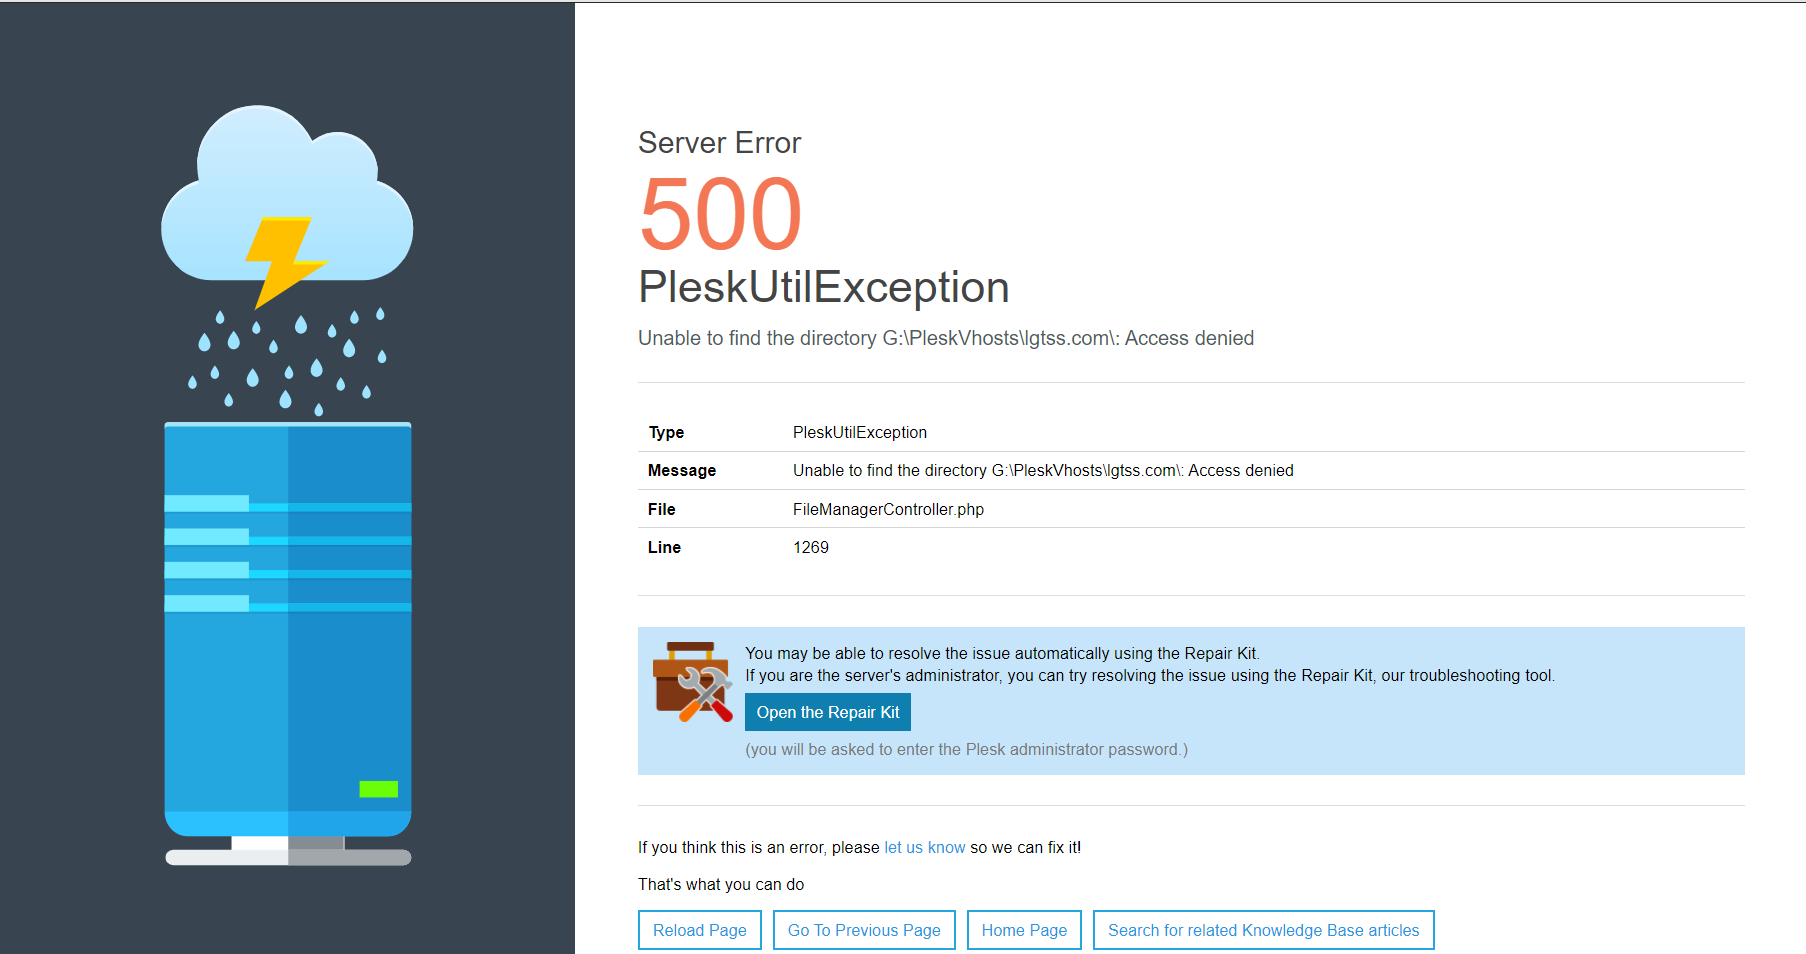 Server Error
500
PleskUtilException
Unable to find the directory G:\PleskVhosts\lgtss.com\: Access denied
Type PleskUtilException
Message Unable to find the directory G:\PleskVhosts\lgtss.com\: Access denied
File FileManagerController.php
Line 1269
You may be able to resolve the issue automatically using the Repair Kit.
If you are the server's administrator, you can try resolving the issue using the Repair Kit, our troubleshooting tool.
Open the Repair Kit
(you will be asked to enter the Plesk administrator password.)
If you think this is an error, please let us know so we can fix it!
That's what you can do
Reload Page Go To Previous Page Home Page Search for related Knowledge Base articles